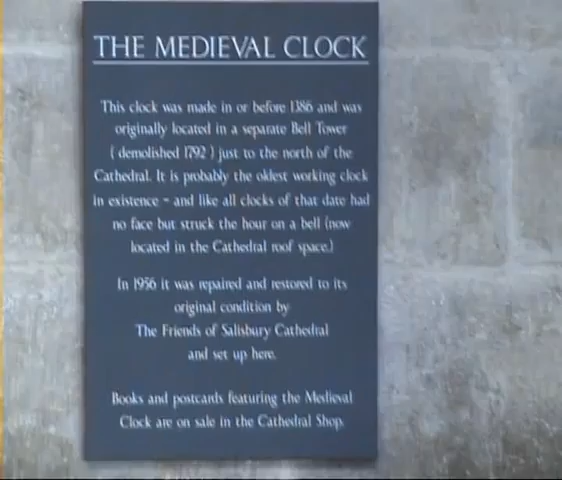 THE MEDIEVAL CLOCK
This clock was made in or before 1386 and was
originally located in a separate Bell Tower
( demolished 1792 ) just to the north of the
Cathedral. It is probably the oldest working clock
in existence - and like all clocks of that date had
no face but struck the hour on a bell (now
located in the Cathedral roof space.)
In 1956 it was repaired and restored to its
original condition by
The Friends of Salisbury Cathedral
and set up here.
Books and postcards featuring the Medieval
Clock are on sale in the Cathedral Shop.